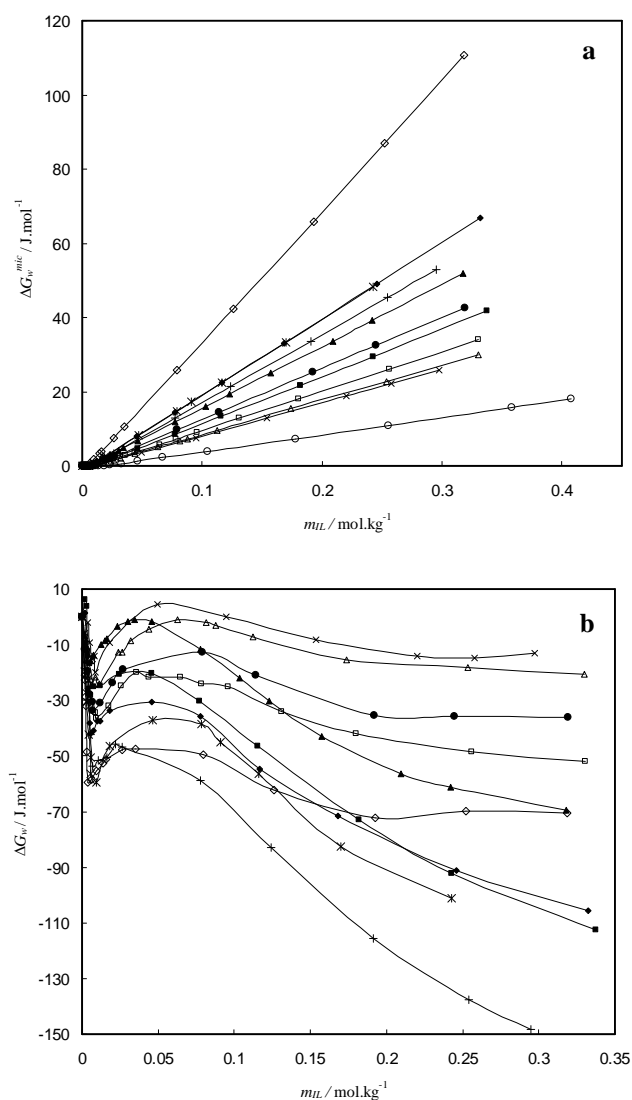 a
120
100
80
60
40
20
0
0 0.1 0.2 0.3 0.4
ΔG_w^mic / J.mol^-1
m_IL / mol.kg^-1
b
10
-10
-30
-50
-70
-90
-110
-130
-150
0 0.05 0.1 0.15 0.2 0.25 0.3 0.35
ΔG_w / J.mol^-1
m_IL / mol.kg^-1